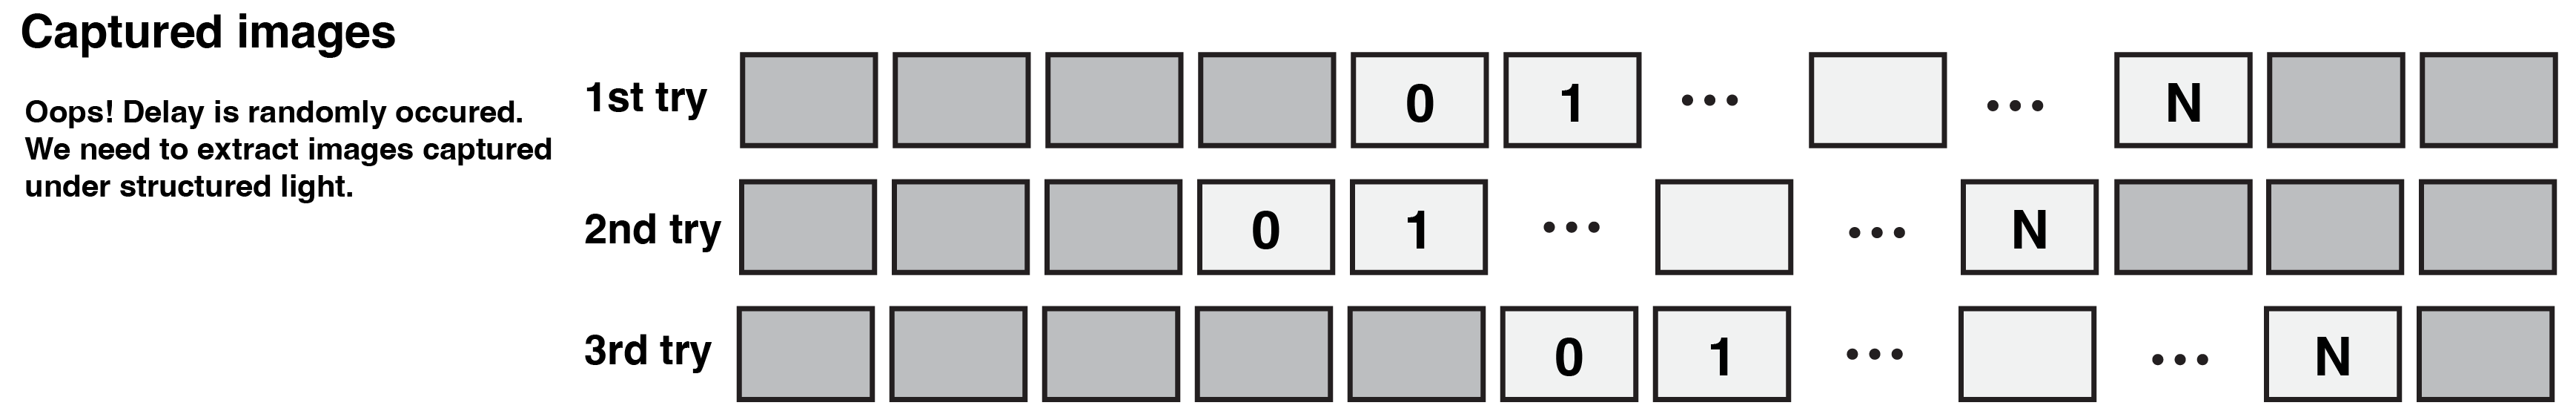 Captured images
Oops! Delay is randomly occured.
We need to extract images captured
under structured light.
1st try 0 1 ... ... N
2nd try 0 1 ... ... N
3rd try 0 1 ... ... N